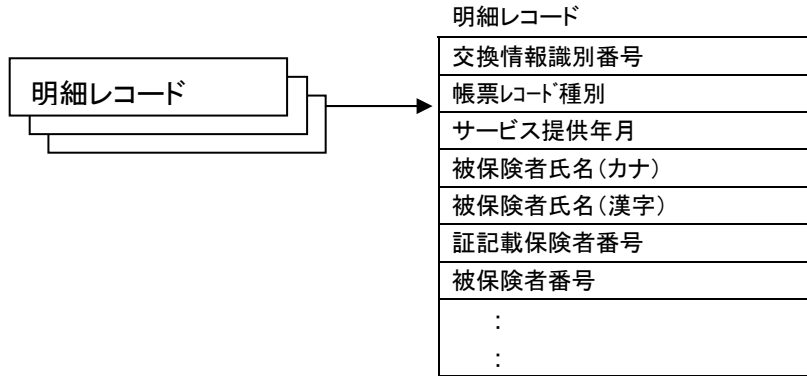 明細レコード
明細レコード
交換情報識別番号
帳票ﾚｺｰﾄﾞ種別
サービス提供年月
被保険者氏名（カナ）
被保険者氏名（漢字）
証記載保険者番号
被保険者番号
：
：